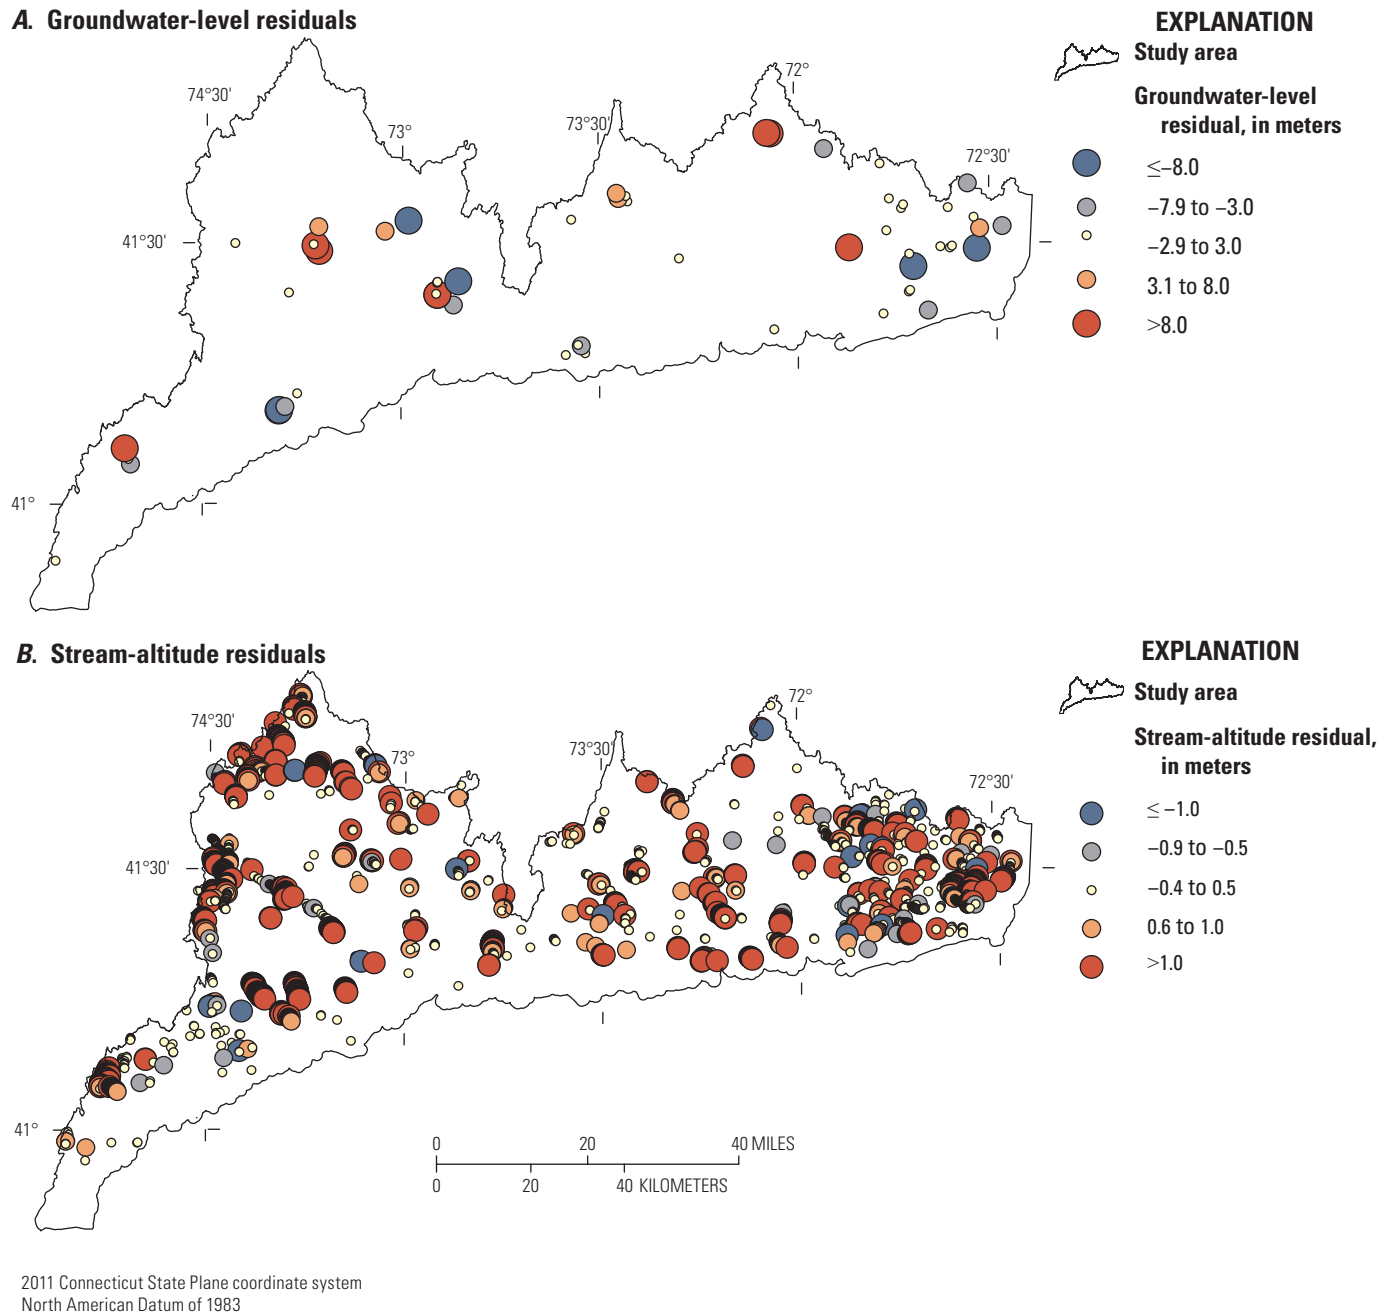 A. Groundwater-level residuals
EXPLANATION
Study area
Groundwater-level
residual, in meters
≤−8.0
−7.9 to −3.0
−2.9 to 3.0
3.1 to 8.0
>8.0
74°30'
73°
73°30'
72°
72°30'
41°30'
41°
B. Stream-altitude residuals
EXPLANATION
Study area
Stream-altitude residual,
in meters
≤ −1.0
−0.9 to −0.5
−0.4 to 0.5
0.6 to 1.0
>1.0
74°30'
73°
73°30'
72°
72°30'
41°30'
41°
0 20 40 MILES
0 20 40 KILOMETERS
2011 Connecticut State Plane coordinate system
North American Datum of 1983